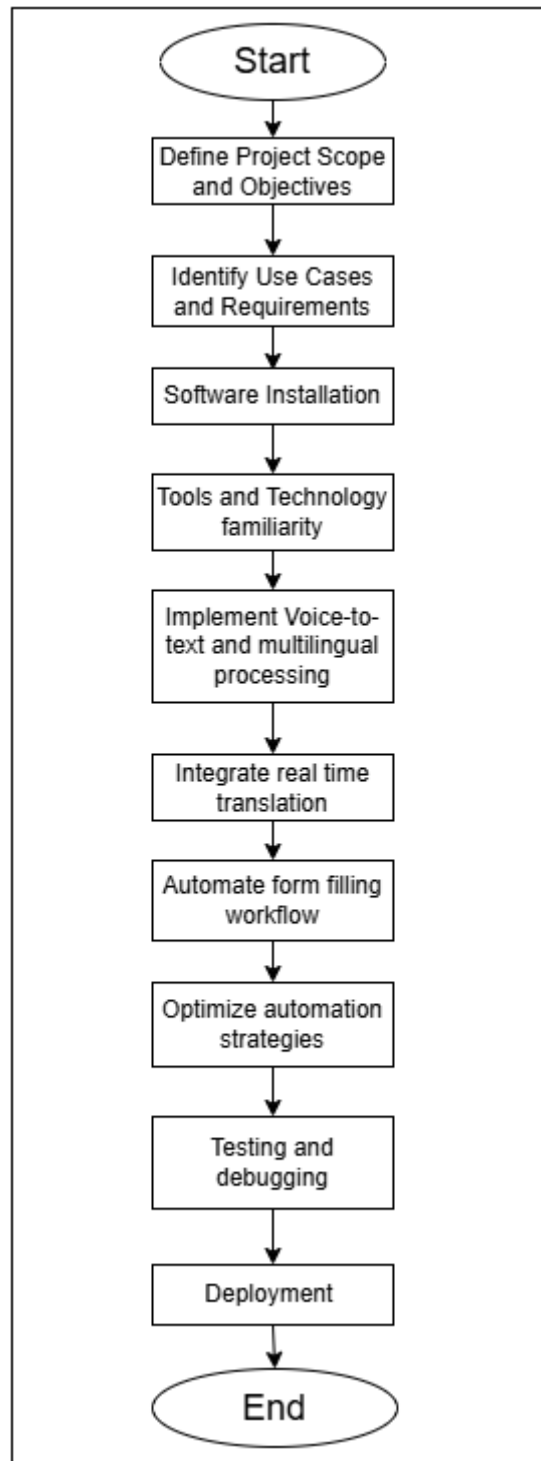 Start
Define Project Scope
and Objectives
Identify Use Cases
and Requirements
Software Installation
Tools and Technology
familiarity
Implement Voice-to-
text and multilingual
processing
Integrate real time
translation
Automate form filling
workflow
Optimize automation
strategies
Testing and
debugging
Deployment
End